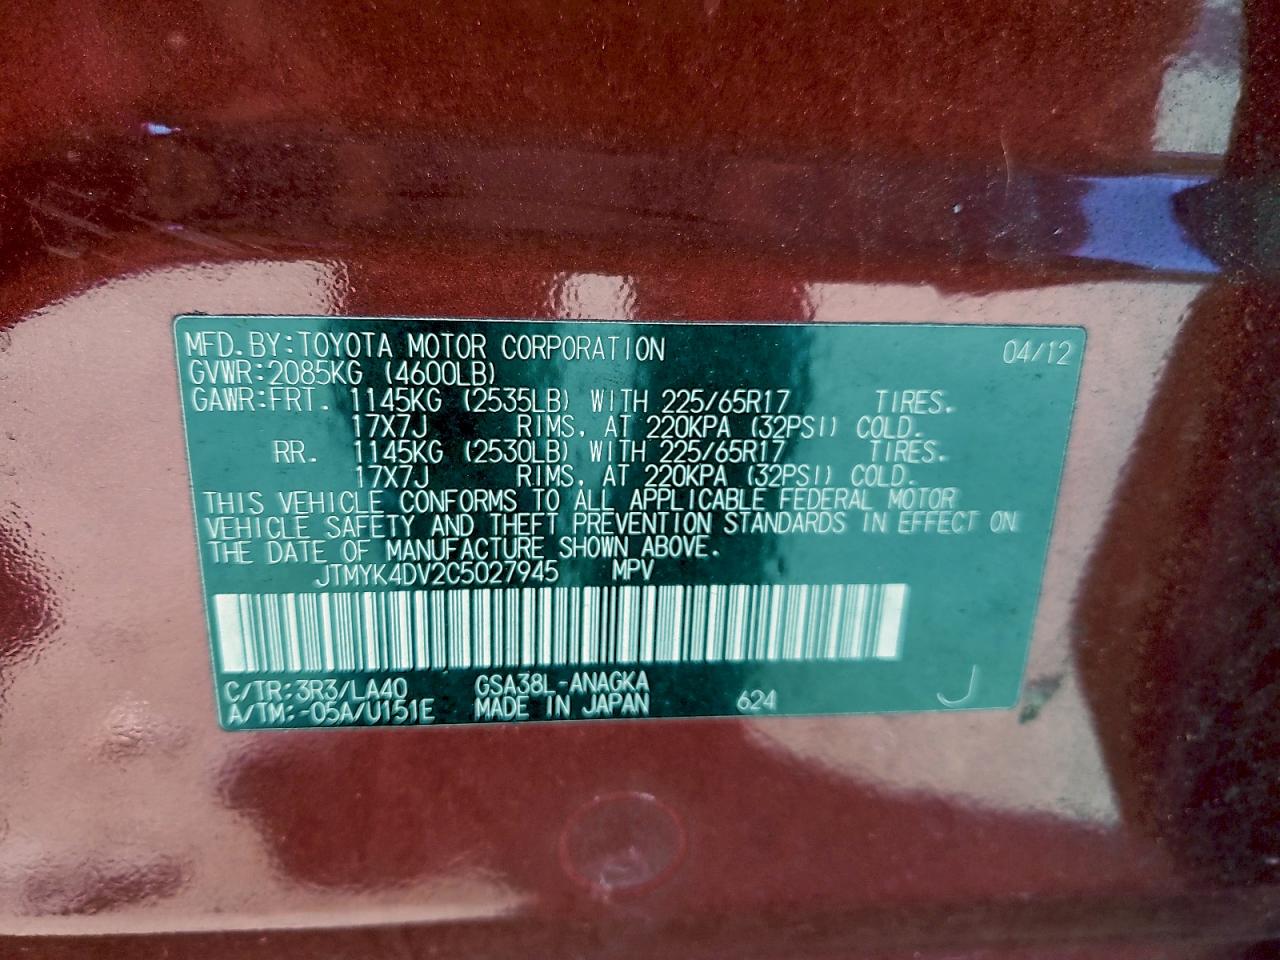 MFD. BY: TOYOTA MOTOR CORPORATION 04/12
GVWR: 2085KG (4600LB)
GAWR: FRT. 1145KG (2535LB) WITH 225/65R17 TIRES.
17X7J RIMS, AT 220KPA (32PSI) COLD.
RR. 1145KG (2530LB) WITH 225/65R17 TIRES.
17X7J RIMS, AT 220KPA (32PSI) COLD.
THIS VEHICLE CONFORMS TO ALL APPLICABLE FEDERAL MOTOR
VEHICLE SAFETY AND THEFT PREVENTION STANDARDS IN EFFECT ON
THE DATE OF MANUFACTURE SHOWN ABOVE.
JTMYK4DV2C5027945 MPV
C/TR: 3R3/LA40 GSA38L-ANAGKA
A/TM: -05A/U151E MADE IN JAPAN 624 J